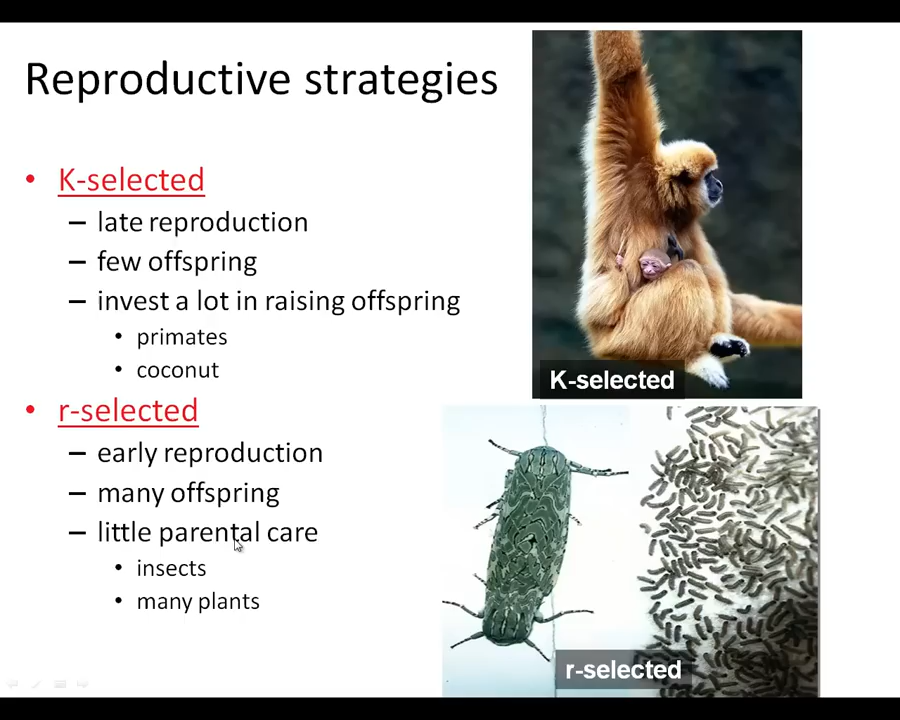 Reproductive strategies
• K-selected
– late reproduction
– few offspring
– invest a lot in raising offspring
• primates
• coconut
• r-selected
– early reproduction
– many offspring
– little parental care
• insects
• many plants
K-selected
r-selected